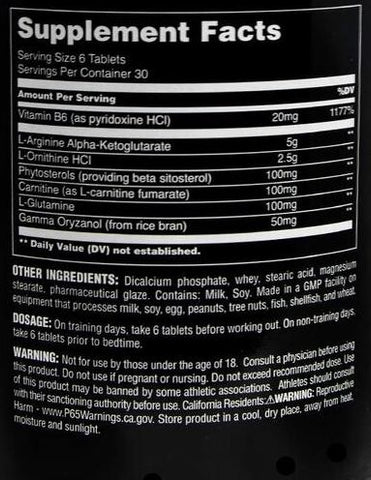 Supplement Facts
Serving Size 6 Tablets
Servings Per Container 30
Amount Per Serving %DV
Vitamin B6 (as pyridoxine HCl) 20mg 1177%
L-Arginine Alpha-Ketoglutarate 5g **
L-Ornithine HCl 2.5g **
Phytosterols (providing beta sitosterol) 100mg **
Carnitine (as L-carnitine fumarate) 100mg **
L-Glutamine 100mg **
Gamma Oryzanol (from rice bran) 50mg **
** Daily Value (DV) not established.
OTHER INGREDIENTS: Dicalcium phosphate, whey, stearic acid, magnesium
stearate, pharmaceutical glaze. Contains: Milk, Soy. Made in a GMP facility on
equipment that processes milk, soy, egg, peanuts, tree nuts, fish, shellfish, and wheat.
DOSAGE: On training days, take 6 tablets before working out. On non-training days,
take 6 tablets prior to bedtime.
WARNING: Not for use by those under the age of 18. Consult a physician before using
this product. Do not use if pregnant or nursing. Do not exceed recommended dose. Use
of this product may be banned by some athletic associations. Athletes should consult
with their sanctioning authority before use. California Residents:⚠WARNING: Reproductive
Harm - www.P65Warnings.ca.gov. Store product in a cool, dry place, away from heat,
moisture and sunlight.